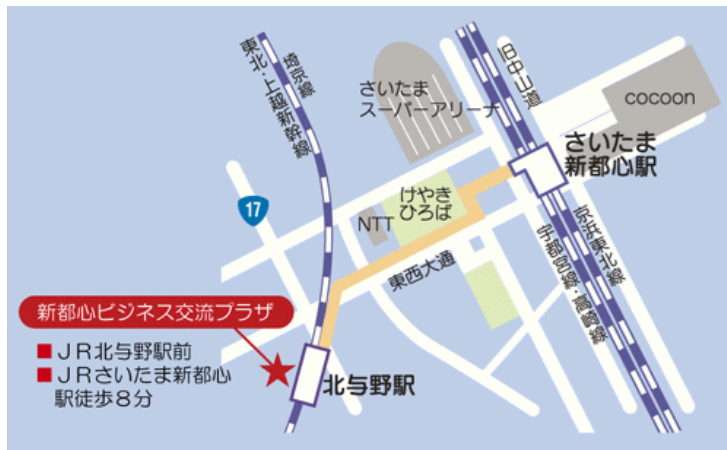 埼京線
東北・上越新幹線
旧中山道
さいたま
スーパーアリーナ
cocoon
さいたま
新都心駅
けやき
ひろば
NTT
17
東西大通
京浜東北線
宇都宮線・高崎線
新都心ビジネス交流プラザ
■ＪＲ北与野駅前
■ＪＲさいたま新都心
駅徒歩８分
北与野駅